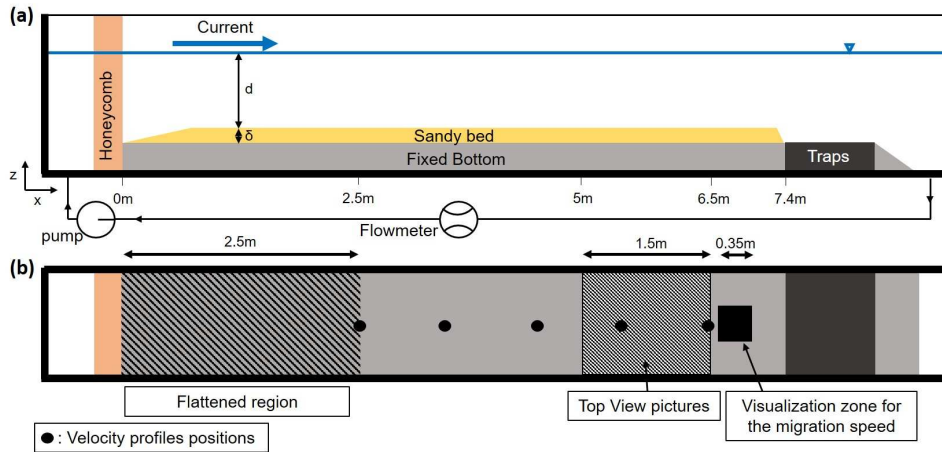 (a)
Current
Honeycomb
d
δ
Sandy bed
Fixed Bottom
Traps
z
x
0m
2.5m
5m
6.5m
7.4m
pump
Flowmeter
(b)
2.5m
1.5m
0.35m
Flattened region
Top View pictures
Visualization zone for
the migration speed
: Velocity profiles positions